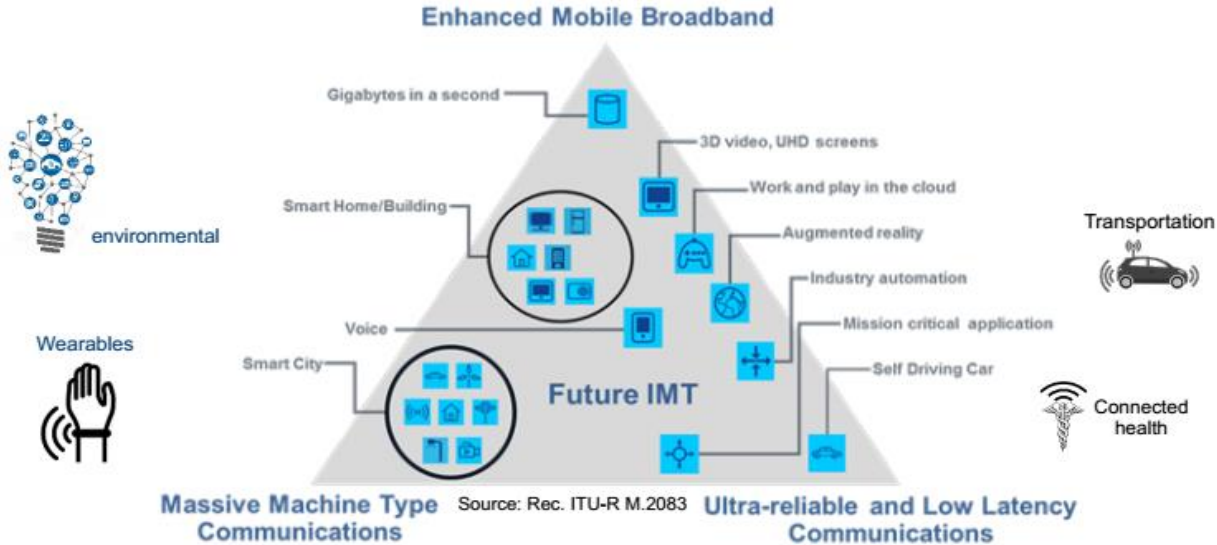 Enhanced Mobile Broadband
Gigabytes in a second
3D video, UHD screens
Work and play in the cloud
Smart Home/Building
environmental
Transportation
Augmented reality
Industry automation
Voice
Mission critical application
Wearables
Smart City
Self Driving Car
Future IMT
Connected
health
Massive Machine Type
Communications
Source: Rec. ITU-R M.2083
Ultra-reliable and Low Latency
Communications